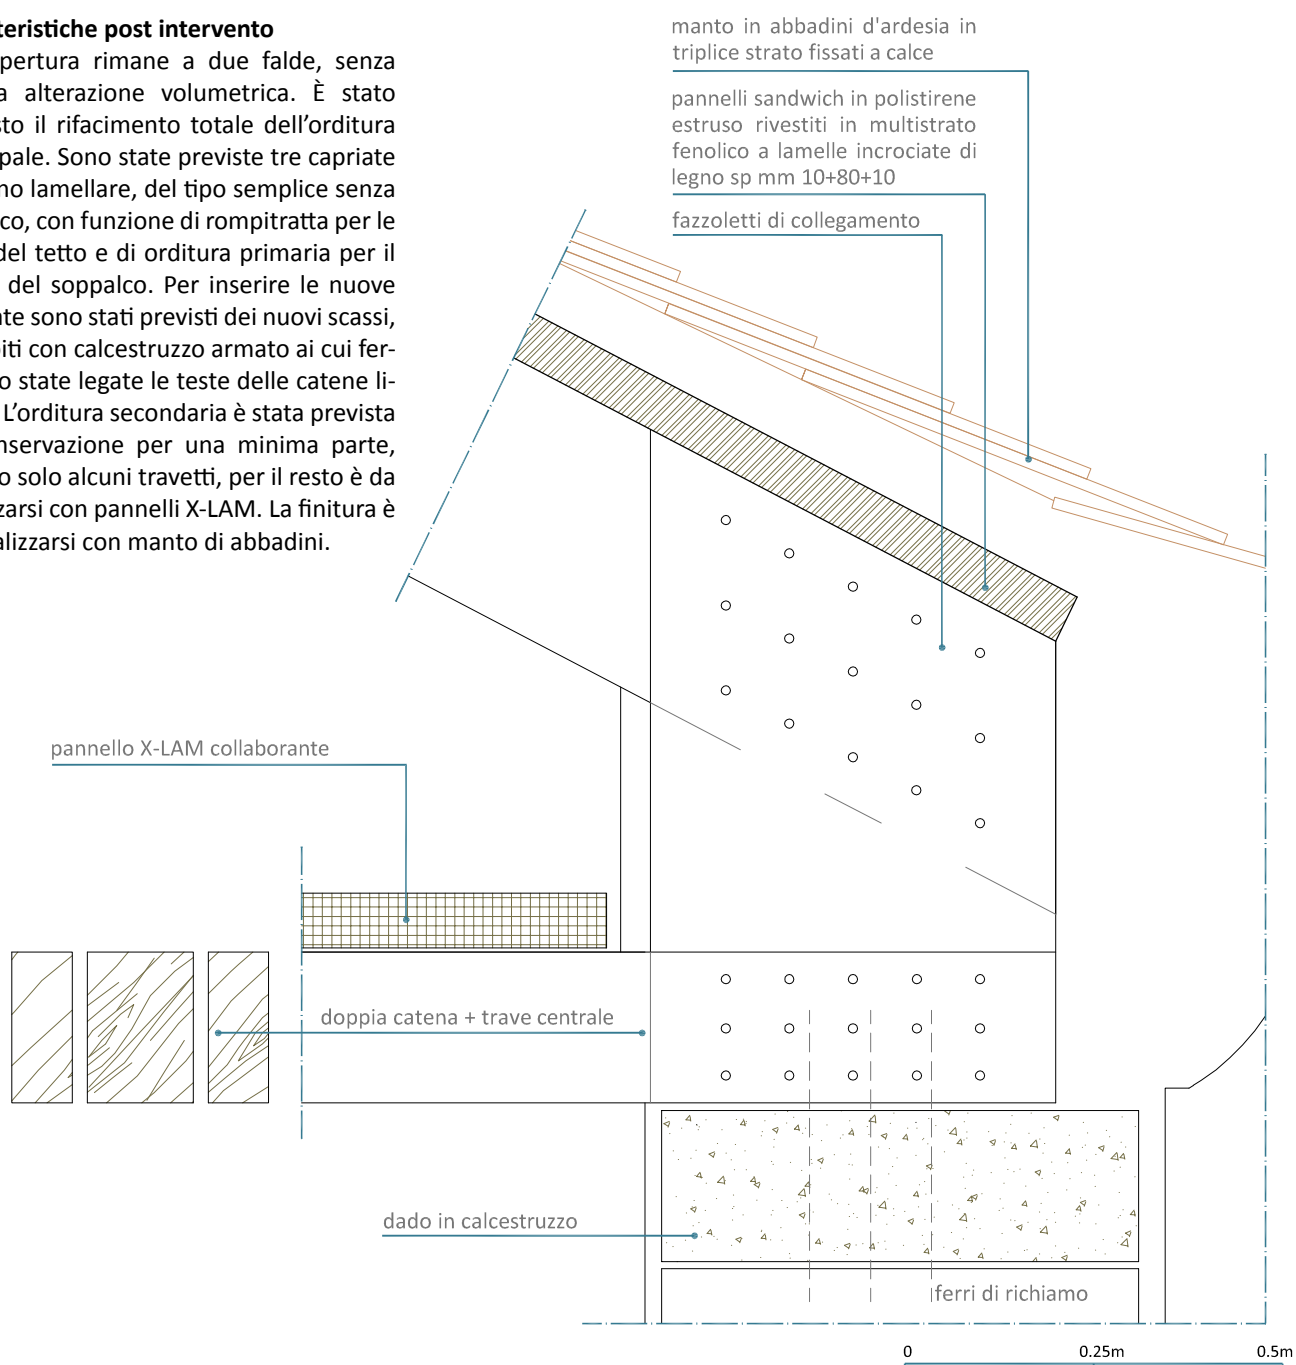 teristiche post intervento
pertura rimane a due falde, senza
a alterazione volumetrica. È stato
sto il rifacimento totale dell’orditura
pale. Sono state previste tre capriate
no lamellare, del tipo semplice senza
co, con funzione di rompitratta per le
del tetto e di orditura primaria per il
del soppalco. Per inserire le nuove
ate sono stati previsti dei nuovi scassi,
piti con calcestruzzo armato ai cui fer-
o state legate le teste delle catene li-
L’orditura secondaria è stata prevista
nservazione per una minima parte,
o solo alcuni travetti, per il resto è da
zzarsi con pannelli X-LAM. La finitura è
alizzarsi con manto di abbadini.
manto in abbadini d'ardesia in
triplice strato fissati a calce
pannelli sandwich in polistirene
estruso rivestiti in multistrato
fenolico a lamelle incrociate di
legno sp mm 10+80+10
fazzoletti di collegamento
pannello X-LAM collaborante
doppia catena + trave centrale
dado in calcestruzzo
ferri di richiamo
0 0.25m 0.5m